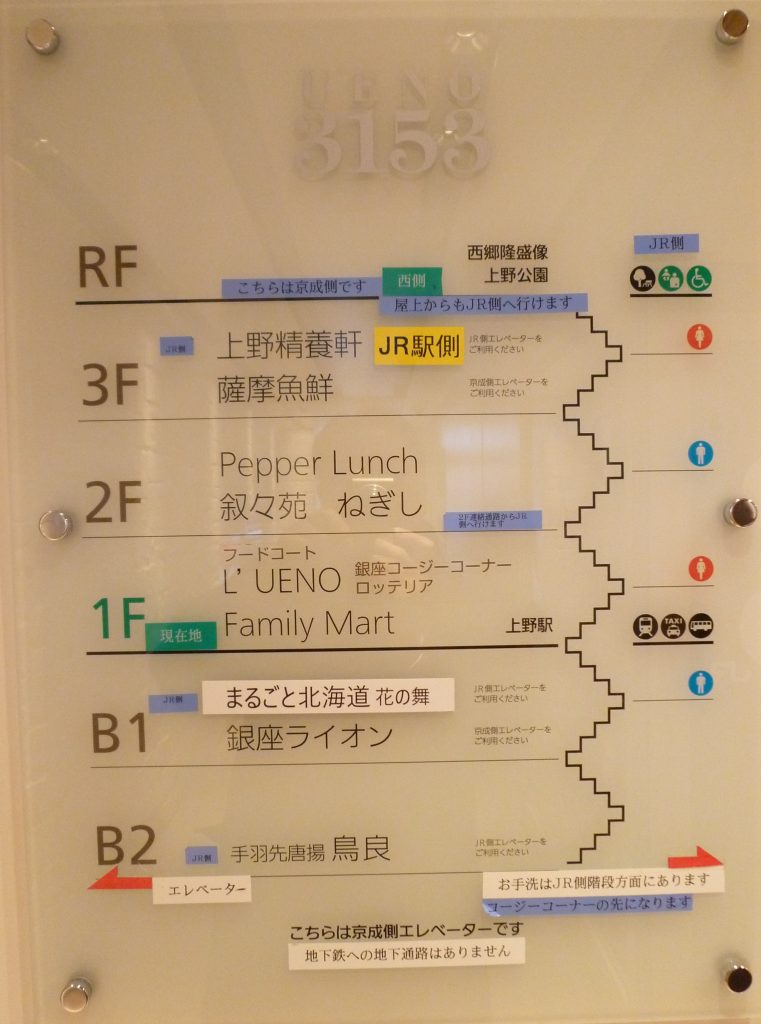 UENO
3153
RF
西郷隆盛像
上野公園
JR側
こちらは京成側です
西側
屋上からもJR側へ行けます
3F
JR側
上野精養軒
JR駅側
JR側エレベーターを
ご利用ください
薩摩魚鮮
京成側エレベーターを
ご利用ください
2F
Pepper Lunch
叙々苑 ねぎし
2F連絡通路からJR
側へ行けます
1F
現在地
フードコート
L'UENO
銀座コージーコーナー
ロッテリア
Family Mart
上野駅
TAXI
B1
JR側
まるごと北海道 花の舞
JR側エレベーターを
ご利用ください
銀座ライオン
京成側エレベーターを
ご利用ください
B2
JR側
手羽先唐揚 鳥良
JR側エレベーターを
ご利用ください
エレベーター
お手洗はJR側階段方面にあります
コージーコーナーの先になります
こちらは京成側エレベーターです
地下鉄への地下通路はありません